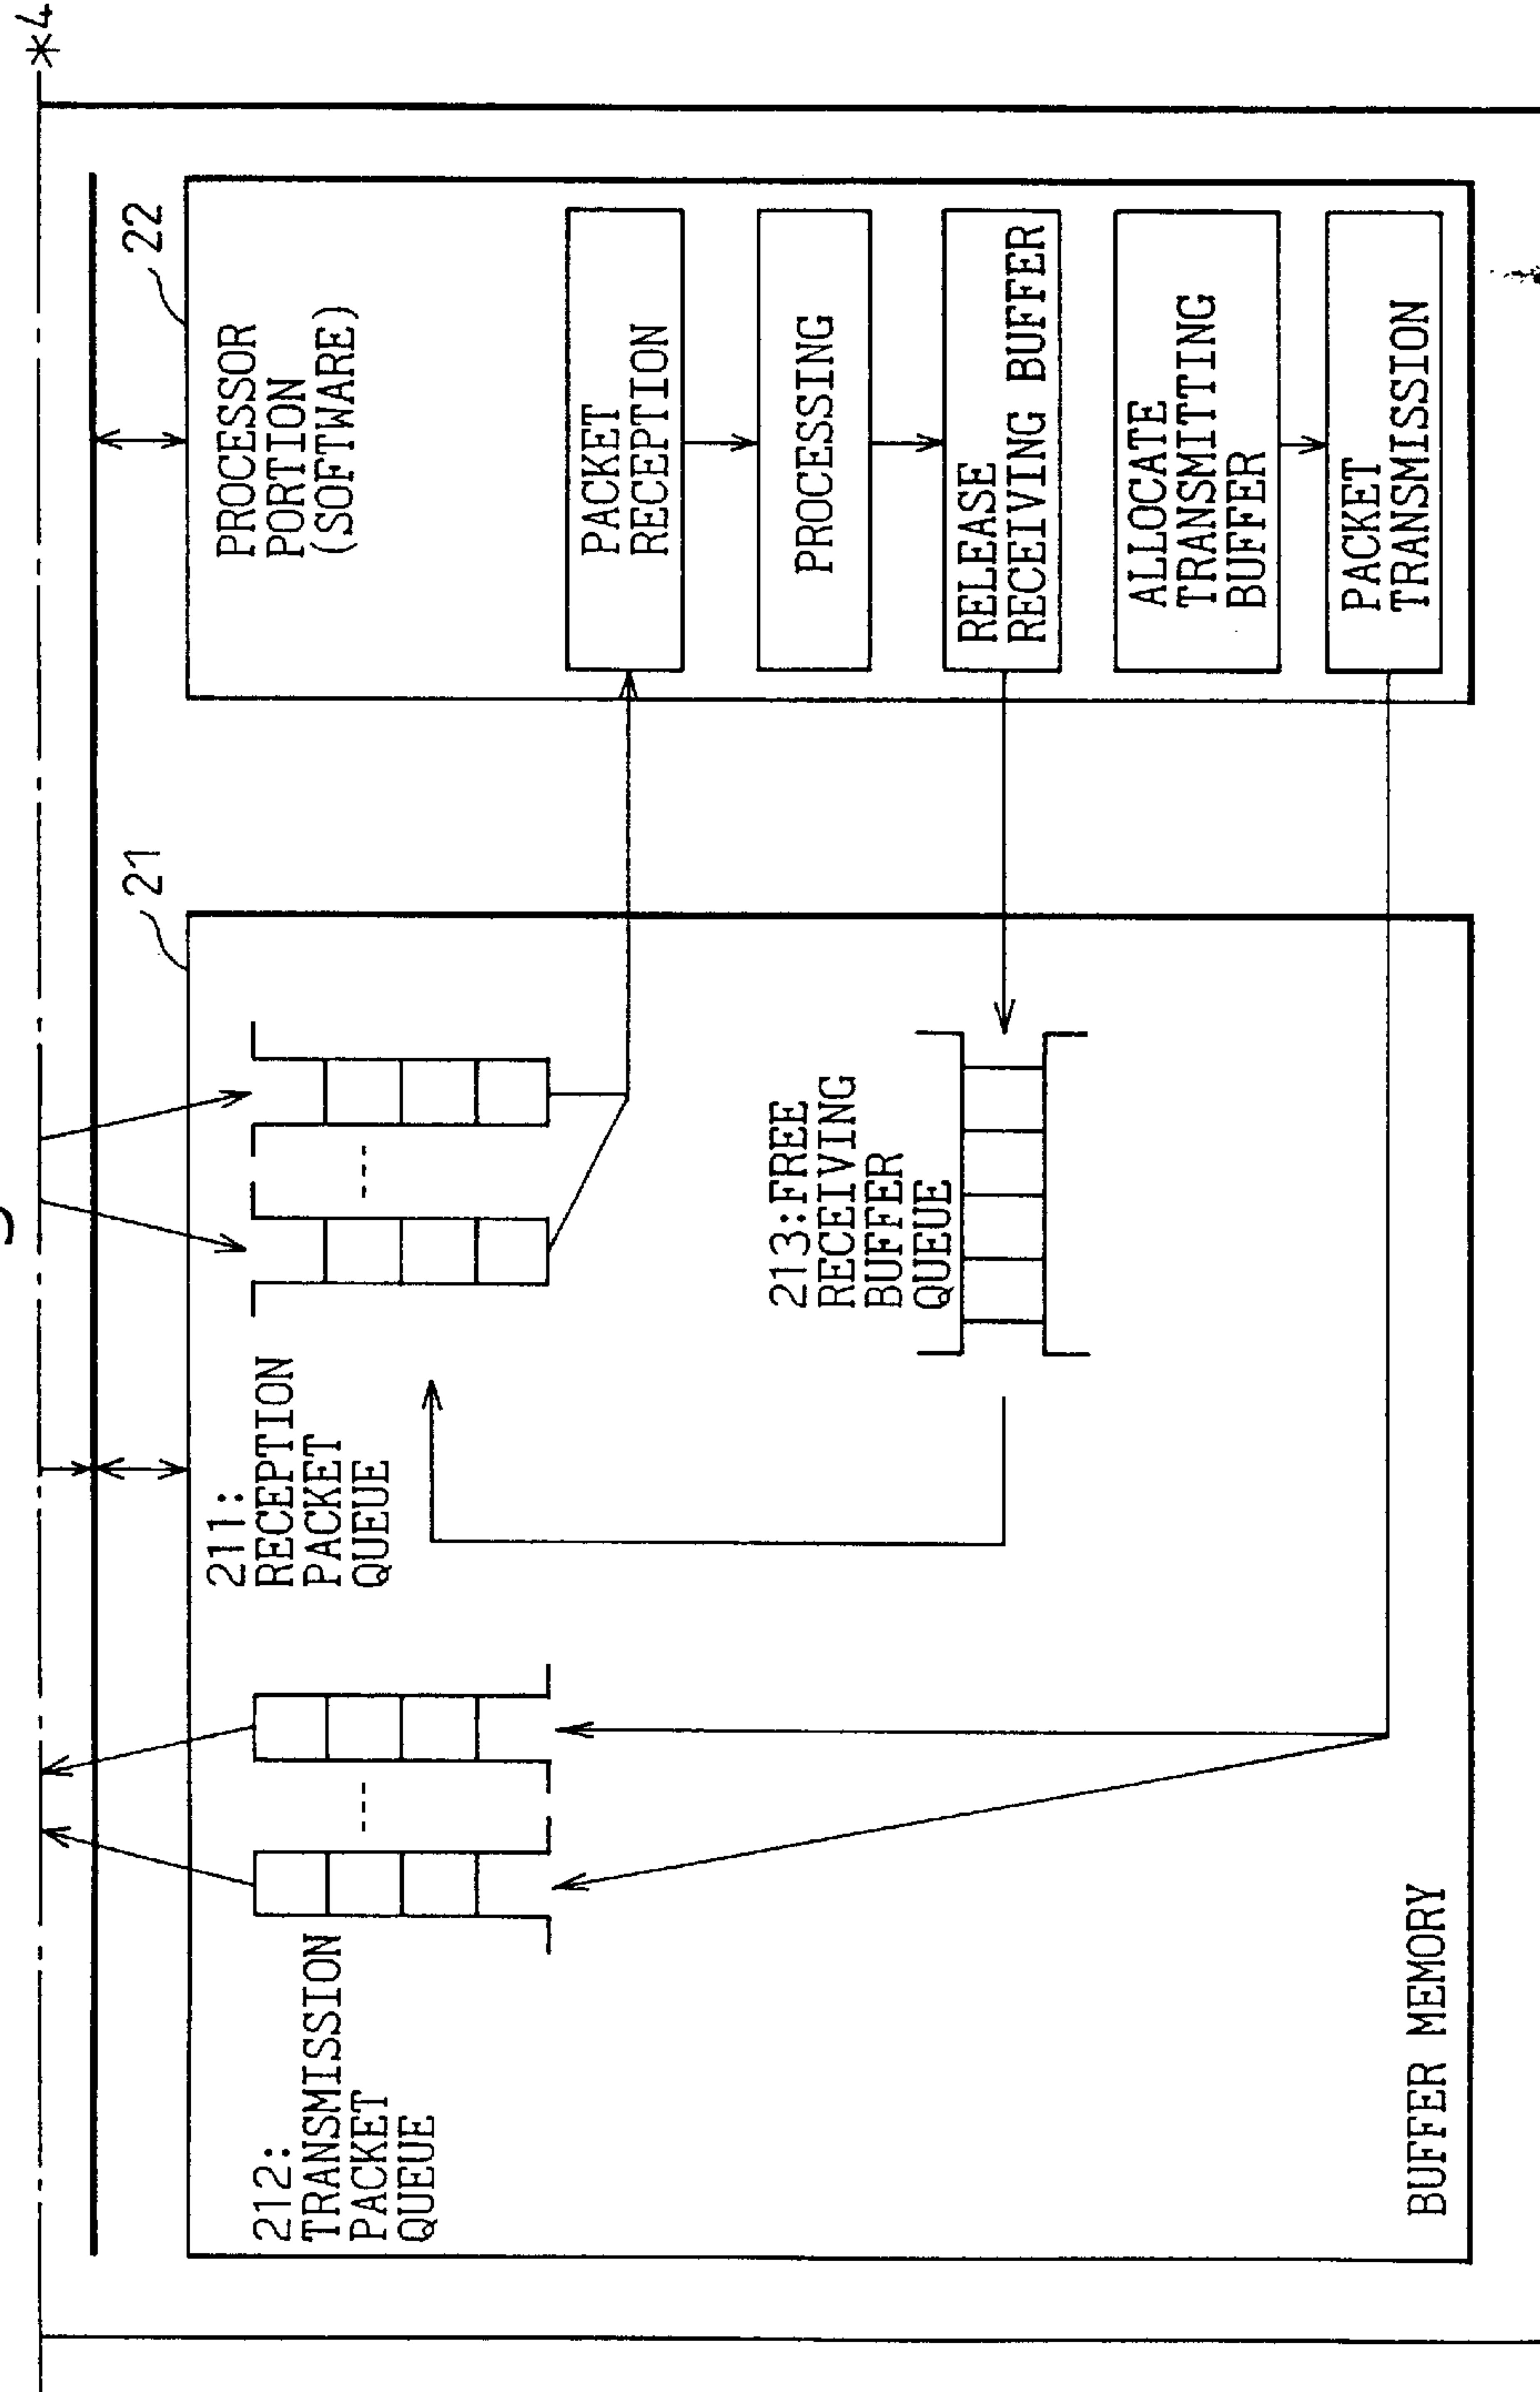 *4
21
22
212:
TRANSMISSION
PACKET
QUEUE
211:
RECEPTION
PACKET
QUEUE
213:FREE
RECEIVING
BUFFER
QUEUE
BUFFER MEMORY
PROCESSOR
PORTION
(SOFTWARE)
PACKET
RECEPTION
PROCESSING
RELEASE
RECEIVING BUFFER
ALLOCATE
TRANSMITTING
BUFFER
PACKET
TRANSMISSION